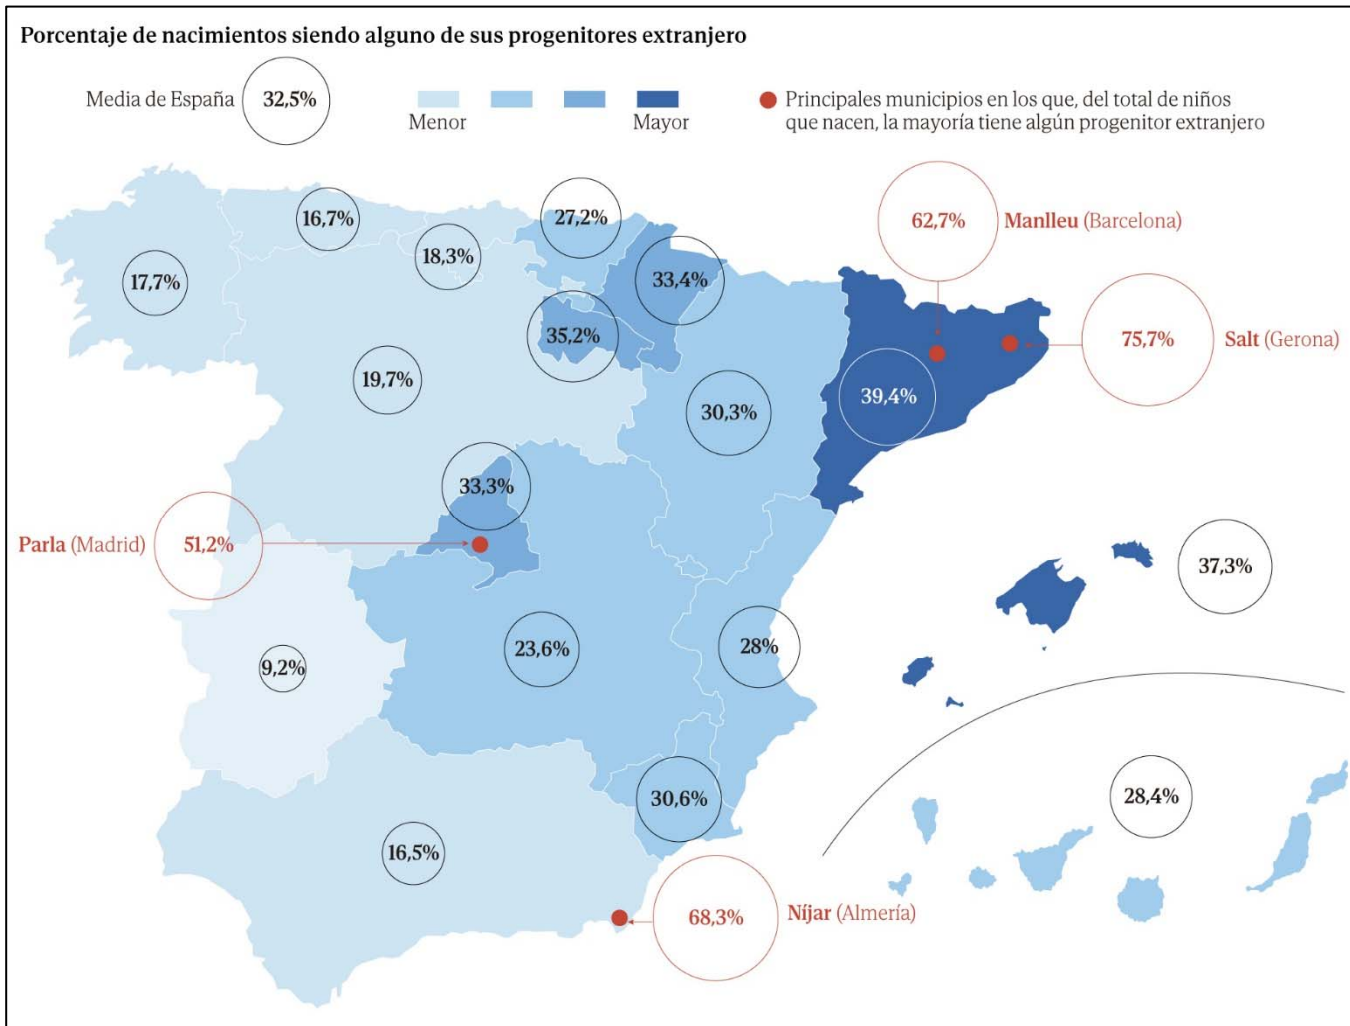 Porcentaje de nacimientos siendo alguno de sus progenitores extranjero
Media de España 32,5%
Menor Mayor
Principales municipios en los que, del total de niños
que nacen, la mayoría tiene algún progenitor extranjero
16,7%
27,2%
62,7% Manlleu (Barcelona)
18,3%
17,7%
33,4%
35,2%
75,7% Salt (Gerona)
19,7%
39,4%
30,3%
33,3%
Parla (Madrid) 51,2%
37,3%
23,6%
28%
9,2%
30,6%
28,4%
16,5%
68,3% Níjar (Almería)